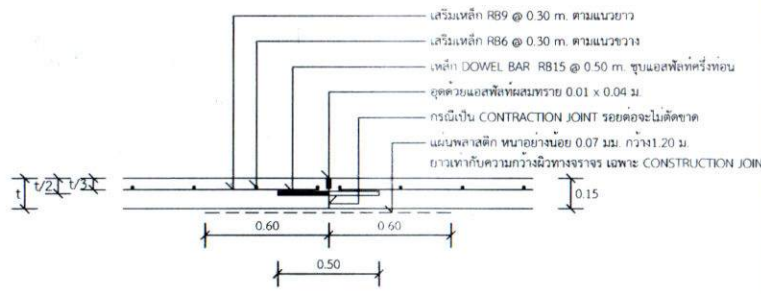 เสริมเหล็ก RB9 @ 0.30 m. ตามแนวยาว
เสริมเหล็ก RB6 @ 0.30 m. ตามแนวขวาง
เหล็ก DOWEL BAR RB15 @ 0.50 m. ชุบแอสฟัลท์ครึ่งท่อน
อุดด้วยแอสฟัลท์ผสมทราย 0.01 x 0.04 ม.
กรณีเป็น CONTRACTION JOINT รอยต่อจะไม่ตัดขาด
แผ่นพลาสติก หนาอย่างน้อย 0.07 มม. กว้าง1.20 ม.
ยาวเท่ากับความกว้างผิวทางจราจร เฉพาะ CONSTRUCTION JOIN
t t/2 t/3 0.15
0.60 0.60
0.50